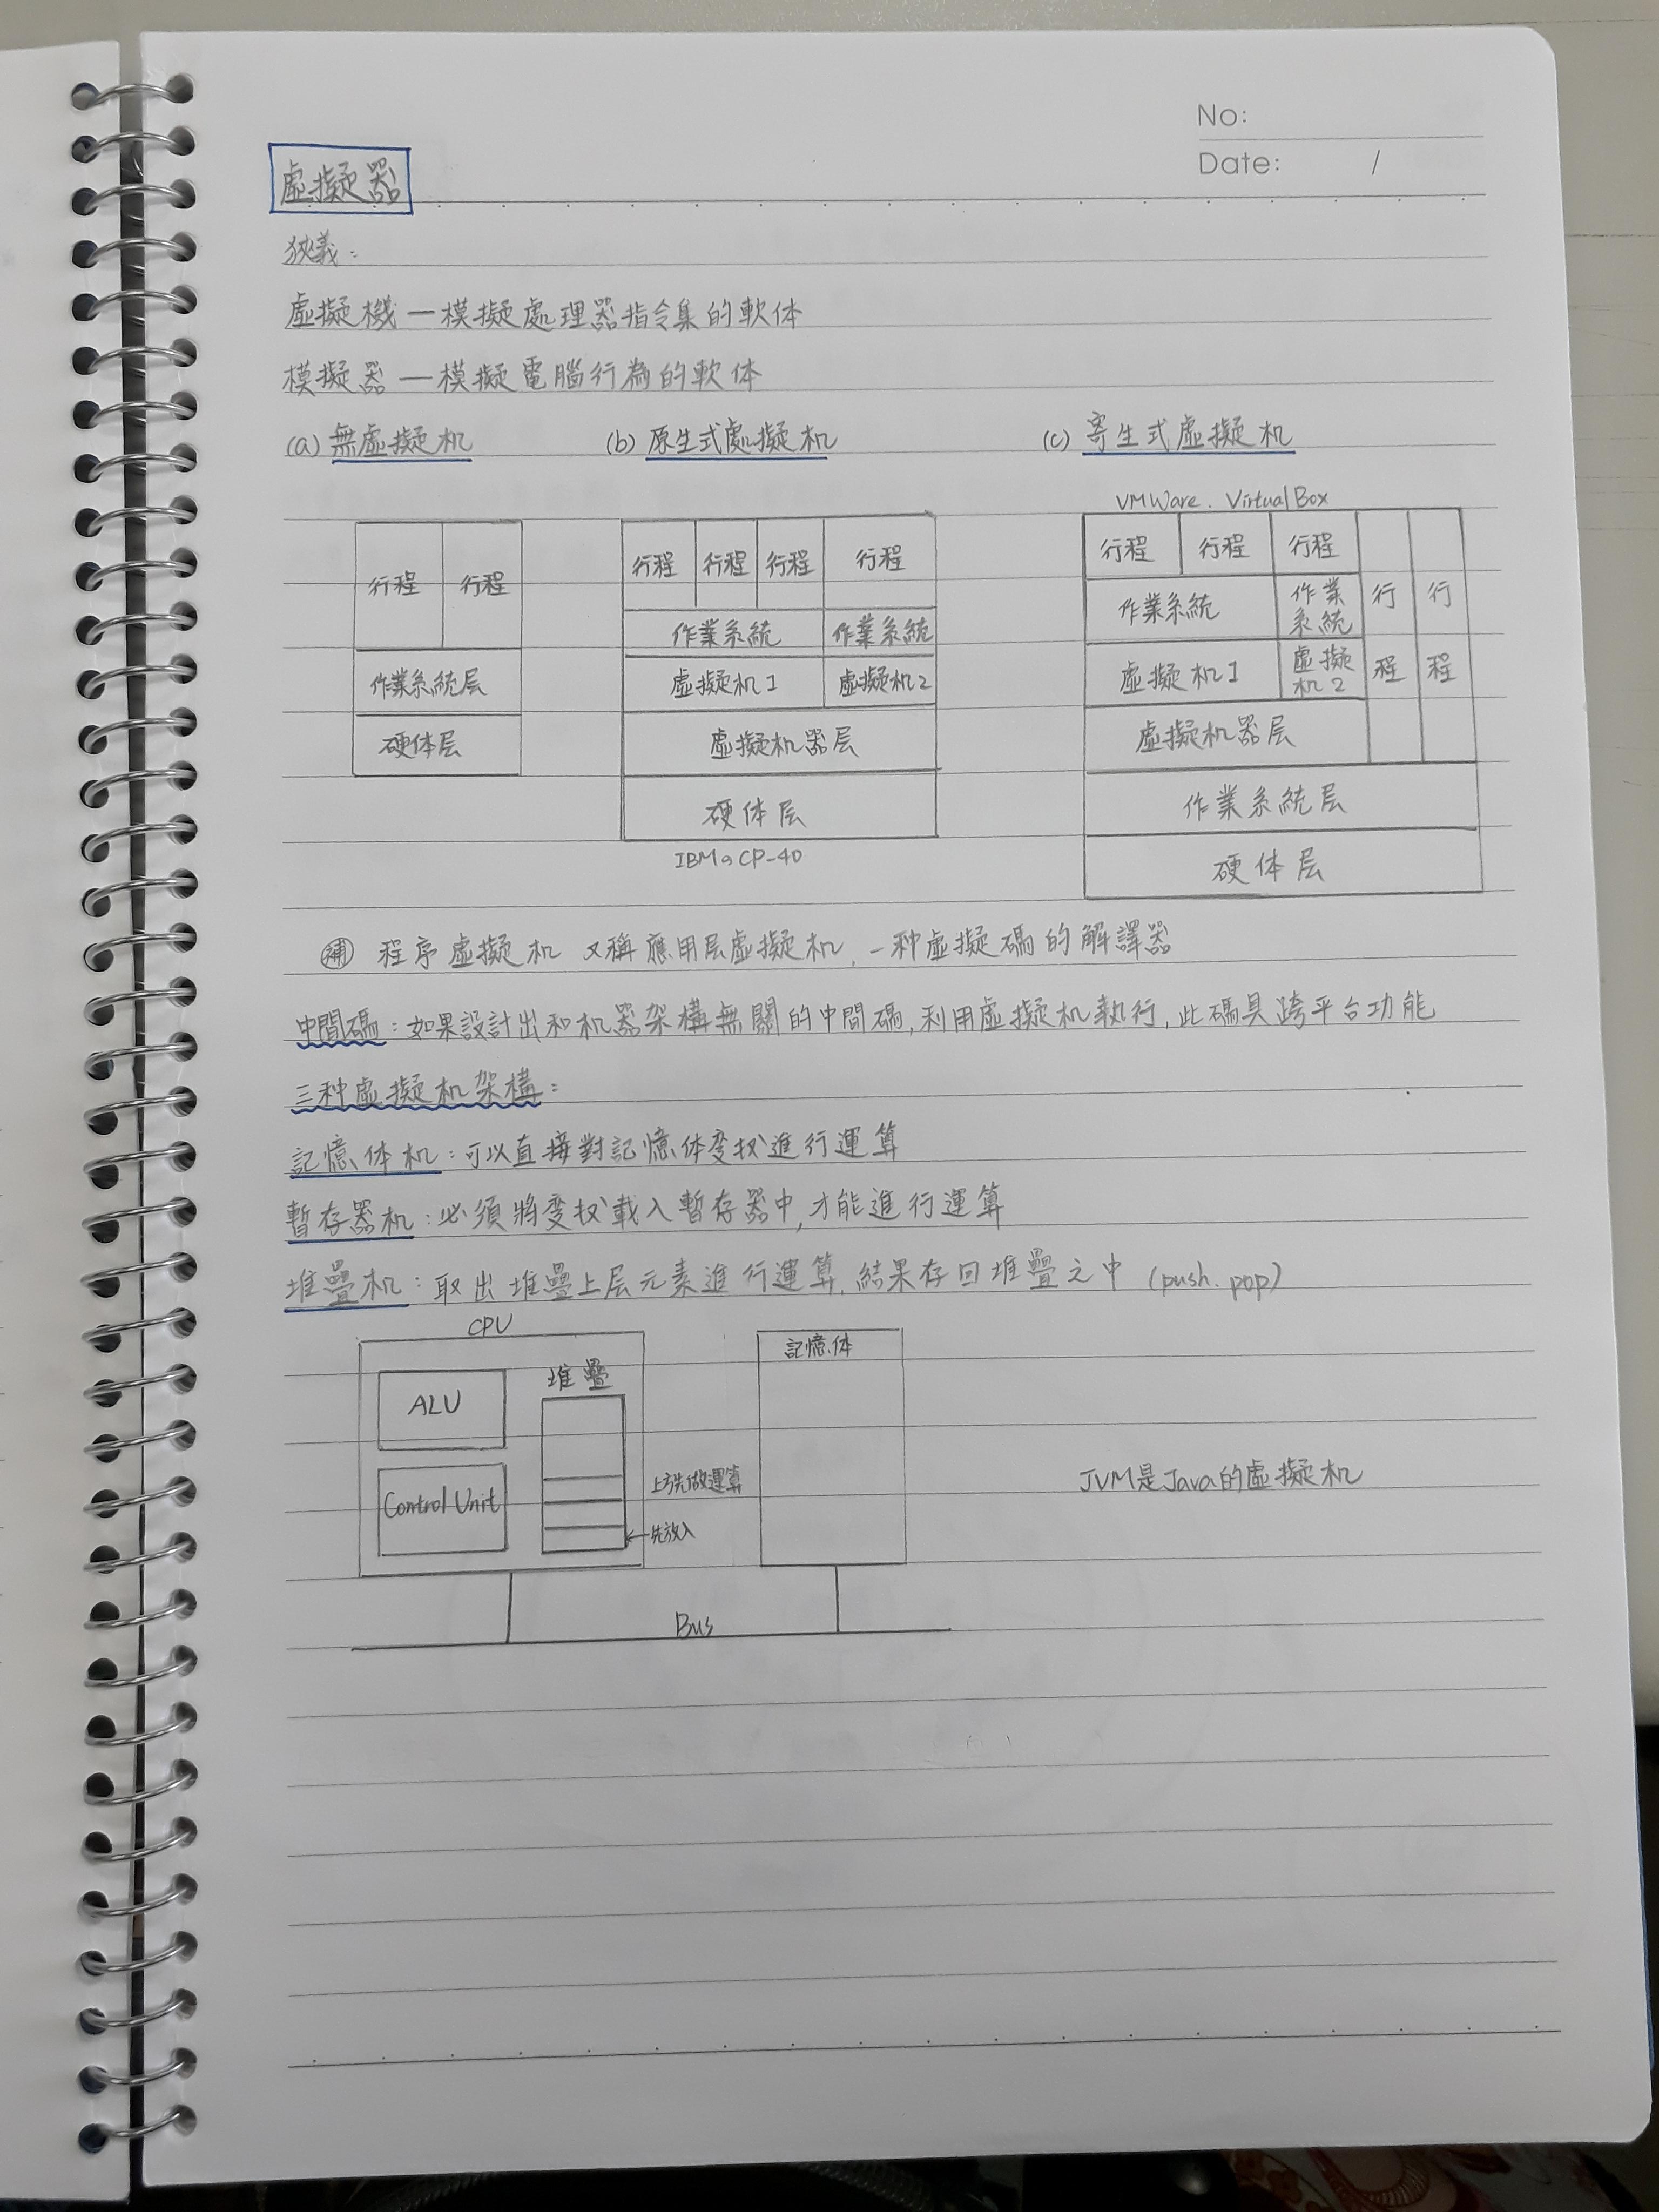 No:
Date: /
虛擬器
狹義:
虛擬機—模擬處理器指令集的軟体
模擬器—模擬電腦行為的軟体
(a) 無虛擬机 (b) 原生式處擬机 (c) 寄生式虛擬机
VMWare. VirtualBox
行程 行程
作業系統层
硬体层
行程 行程 行程 行程
作業系統 作業系統
虛擬机1 虛擬机2
虛擬机器层
硬体层
IBMのCP-40
行程 行程 行程
作業系統 作業系統 行程 行程
虛擬机1 虛擬机2
虛擬机器层
作業系統层
硬体层
補 程序虛擬机 又稱應用层虛擬机, 一种虛擬碼的解譯器
中間碼:如果設計出和机器架構無關的中間碼,利用虛擬机執行,此碼具跨平台功能
三种虛擬机架構:
記憶体机:可以直接對記憶体变数進行運算
暫存器机:必須將变数載入暫存器中,才能進行運算
堆疊机:取出堆疊上层元素進行運算,結果存回堆疊之中 (push.pop)
CPU
ALU
Control Unit
堆疊
上方先做運算
←先放入
記憶体
Bus
JVM是Java的虛擬机